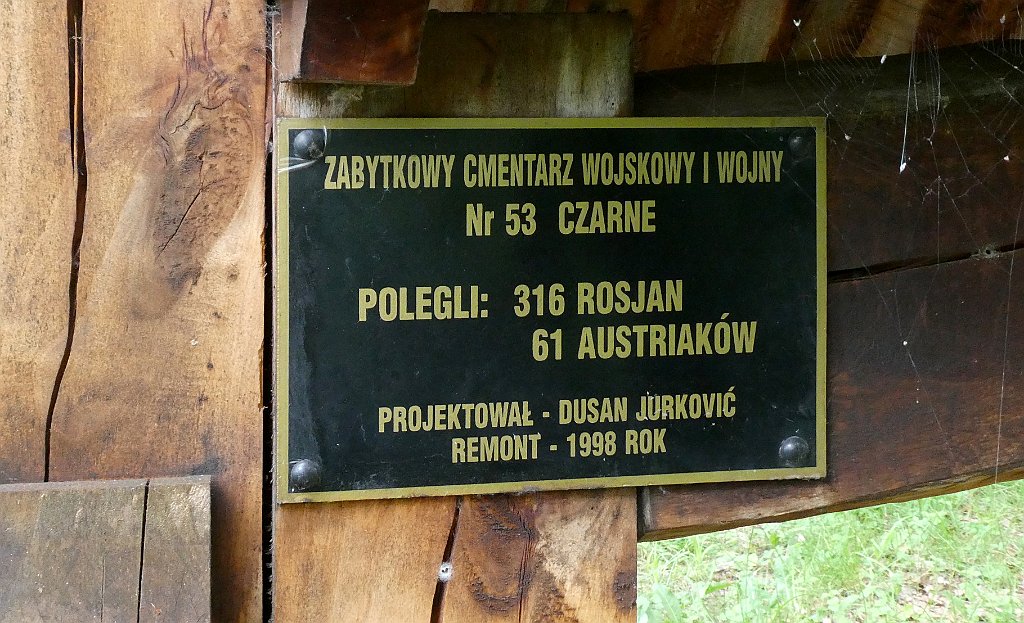 ZABYTKOWY CMENTARZ WOJSKOWY I WOJNY
Nr 53 CZARNE
POLEGLI: 316 ROSJAN
61 AUSTRIAKÓW
PROJEKTOWAŁ - DUSAN JURKOVIĆ
REMONT - 1998 ROK